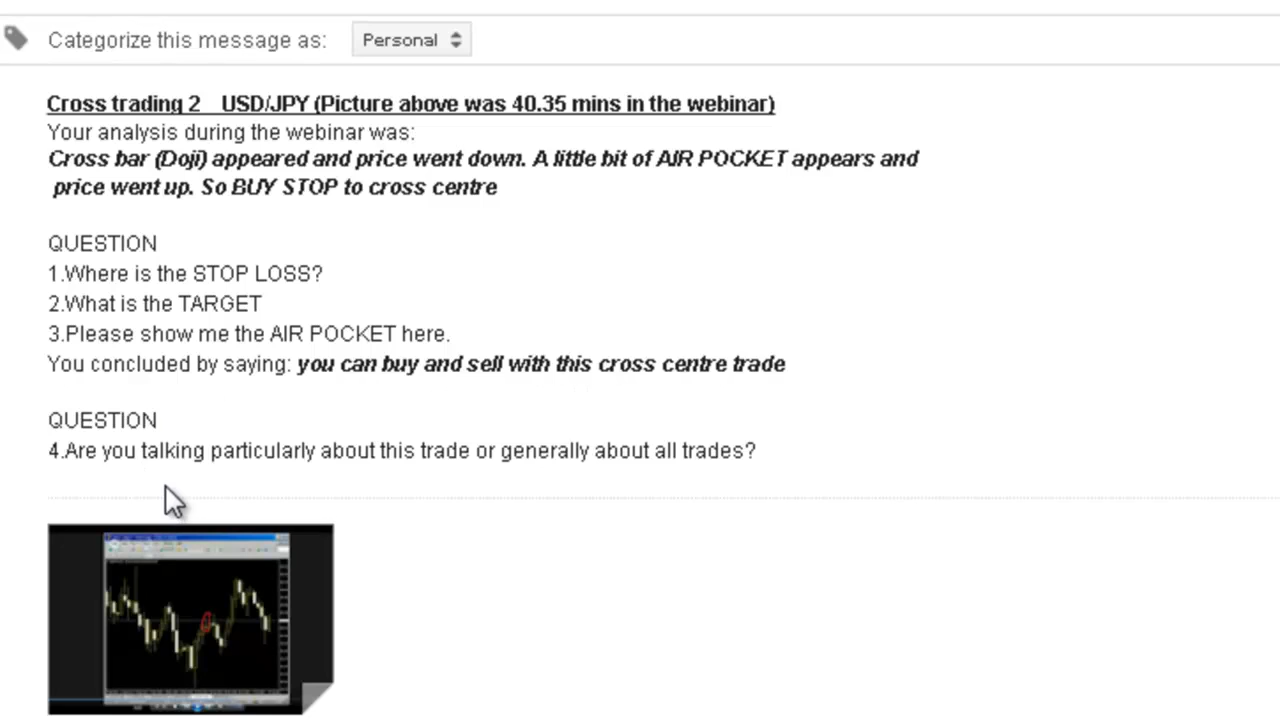 Categorize this message as: Personal
Cross trading 2 USD/JPY (Picture above was 40.35 mins in the webinar)
Your analysis during the webinar was:
Cross bar (Doji) appeared and price went down. A little bit of AIR POCKET appears and
price went up. So BUY STOP to cross centre
QUESTION
1.Where is the STOP LOSS?
2.What is the TARGET
3.Please show me the AIR POCKET here.
You concluded by saying: you can buy and sell with this cross centre trade
QUESTION
4.Are you talking particularly about this trade or generally about all trades?